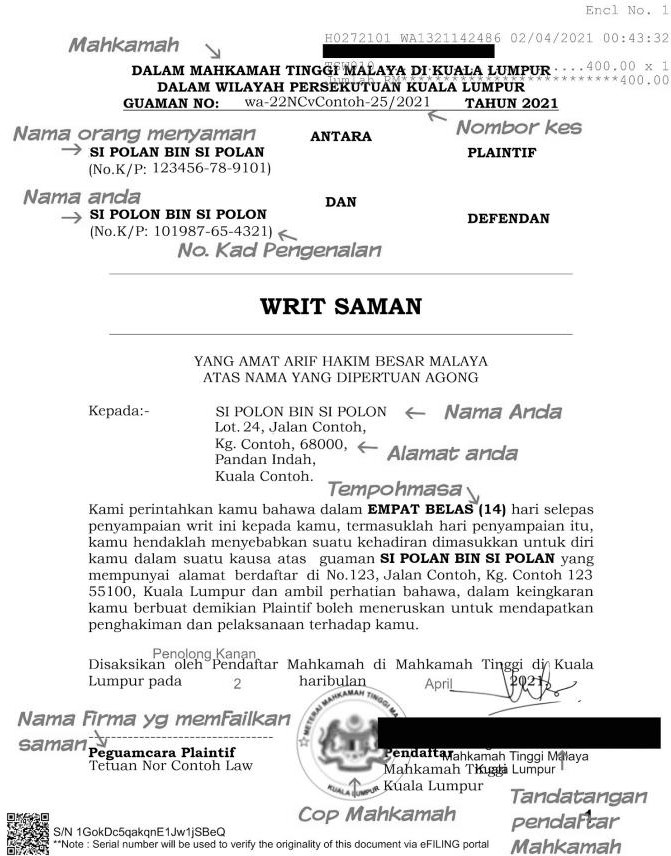 Encl No. 1
H0272101 WA1321142486 02/04/2021 00:43:32
Mahkamah
....400.00 x 1
DALAM MAHKAMAH TINGGI MALAYA DI KUALA LUMPUR
Jumlah RM*************************400.00
DALAM WILAYAH PERSEKUTUAN KUALA LUMPUR
GUAMAN NO: wa-22NCvContoh-25/2021 TAHUN 2021
Nombor kes
Nama orang menyaman
ANTARA
SI POLAN BIN SI POLAN
PLAINTIF
(No.K/P: 123456-78-9101)
Nama anda
DAN
SI POLON BIN SI POLON
DEFENDAN
(No.K/P: 101987-65-4321)
No. Kad Pengenalan
WRIT SAMAN
YANG AMAT ARIF HAKIM BESAR MALAYA
ATAS NAMA YANG DIPERTUAN AGONG
Kepada:- SI POLON BIN SI POLON Nama Anda
Lot. 24, Jalan Contoh,
Kg. Contoh, 68000, Alamat anda
Pandan Indah,
Kuala Contoh.
Tempohmasa
Kami perintahkan kamu bahawa dalam EMPAT BELAS (14) hari selepas
penyampaian writ ini kepada kamu, termasuklah hari penyampaian itu,
kamu hendaklah menyebabkan suatu kehadiran dimasukkan untuk diri
kamu dalam suatu kausa atas guaman SI POLAN BIN SI POLAN yang
mempunyai alamat berdaftar di No.123, Jalan Contoh, Kg. Contoh 123
55100, Kuala Lumpur dan ambil perhatian bahawa, dalam keingkaran
kamu berbuat demikian Plaintif boleh meneruskan untuk mendapatkan
penghakiman dan pelaksanaan terhadap kamu.
Penolong Kanan
Disaksikan oleh Pendaftar Mahkamah di Mahkamah Tinggi di Kuala
Lumpur pada 2 haribulan April 2021
METERAI MAHKAMAH TINGGI
KUALA LUMPUR
Nama Firma yg memfailkan
saman
Peguamcara Plaintif
Tetuan Nor Contoh Law
Pendaftar
Mahkamah Tinggi Malaya
Mahkamah Tinggi
Kuala Lumpur
Kuala Lumpur
Cop Mahkamah
Tandatangan
pendaftar
Mahkamah
1
S/N 1GokDc5qakqnE1Jw1jSBeQ
**Note : Serial number will be used to verify the originality of this document via eFILING portal